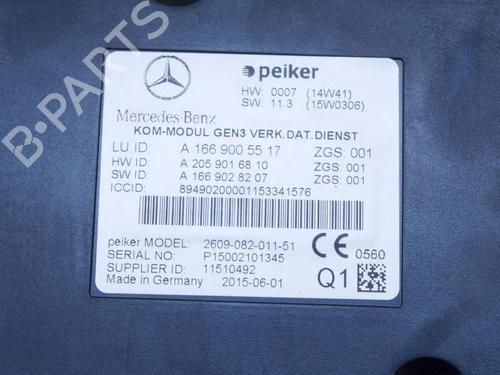 B-PARTS
peiker
HW: 0007 (14W41)
SW: 11.3 (15W0306)
Mercedes-Benz
KOM-MODUL GEN3 VERK.DAT.DIENST
LU ID: A 166 900 55 17 ZGS: 001
HW ID: A 205 901 68 10 ZGS: 001
SW ID: A 166 902 82 07 ZGS: 001
ICCID: 89490200001153341576
peiker MODEL: 2609-082-011-51
SERIAL NO: P15002101345
SUPPLIER ID: 11510492
Made in Germany 2015-06-01
CE 0560
Q1